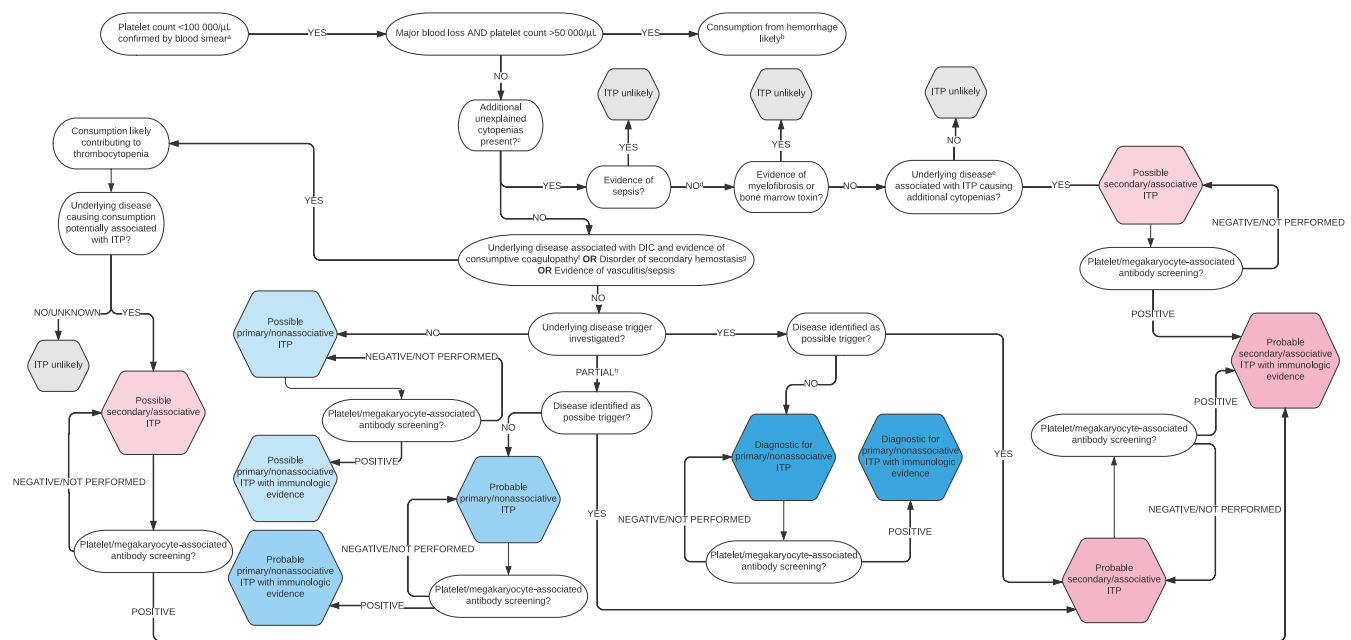 Platelet count <100 000/µL
confirmed by blood smearᵃ
YES
Major blood loss AND platelet count >50 000/µL
YES
Consumption from hemorrhage
likelyᵇ
NO
Additional
unexplained
cytopenias
present?ᶜ
YES
Evidence of
sepsis?
YES
ITP unlikely
NOᵈ
Evidence of
myelofibrosis or
bone marrow toxin?
YES
ITP unlikely
NO
Underlying diseaseᵉ
associated with ITP causing
additional cytopenias?
NO
ITP unlikely
YES
Possible
secondary/associative
ITP
NEGATIVE/NOT PERFORMED
Platelet/megakaryocyte-associated
antibody screening?
POSITIVE
Probable
secondary/associative
ITP with immunologic
evidence
NO
Underlying disease associated with DIC and evidence of
consumptive coagulopathyᶠ OR Disorder of secondary hemostasisᵍ
OR Evidence of vasculitis/sepsis
YES
Consumption likely
contributing to
thrombocytopenia
Underlying disease
causing consumption
potentially associated
with ITP?
NO/UNKNOWN
YES
ITP unlikely
Possible
secondary/associative
ITP
NEGATIVE/NOT PERFORMED
Platelet/megakaryocyte-associated
antibody screening?
POSITIVE
NO
Underlying disease trigger
investigated?
NO
Possible
primary/nonassociative
ITP
NEGATIVE/NOT PERFORMED
Platelet/megakaryocyte-associated
antibody screening?
POSITIVE
Possible
primary/nonassociative
ITP with immunologic
evidence
PARTIALʰ
Disease identified as
possibe trigger?
NO
Probable
primary/nonassociative
ITP
NEGATIVE/NOT PERFORMED
Platelet/megakaryocyte-associated
antibody screening?
POSITIVE
Probable
primary/nonassociative
ITP with immunologic
evidence
YES
YES
Disease identified as
possible trigger?
NO
Diagnostic for
primary/nonassociative
ITP
NEGATIVE/NOT PERFORMED
Platelet/megakaryocyte-associated
antibody screening?
POSITIVE
Diagnostic for
primary/nonassociative
ITP with immunologic
evidence
YES
Probable
secondary/associative
ITP
Platelet/megakaryocyte-associated
antibody screening?
POSITIVE
NEGATIVE/NOT PERFORMED